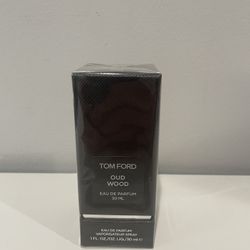 TOM FORD
OUD
WOOD
EAU DE PARFUM
30 ML
EAU DE PARFUM
VAPORISATEUR SPRAY
1 FL.OZ/OZ. LIQ/30 ml ℮